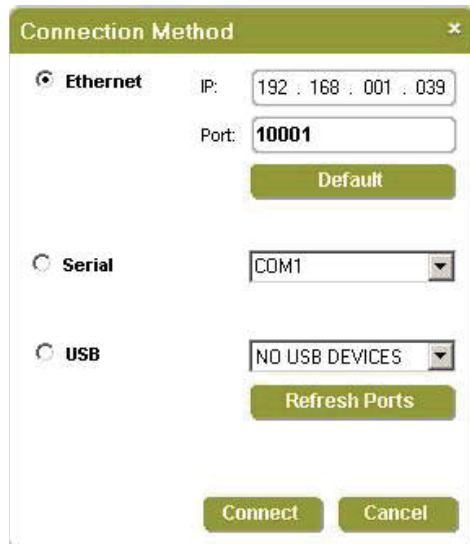 Connection Method ×
Ethernet IP: 192 . 168 . 001 . 039
Port: 10001
Default
Serial COM1
USB NO USB DEVICES
Refresh Ports
Connect Cancel